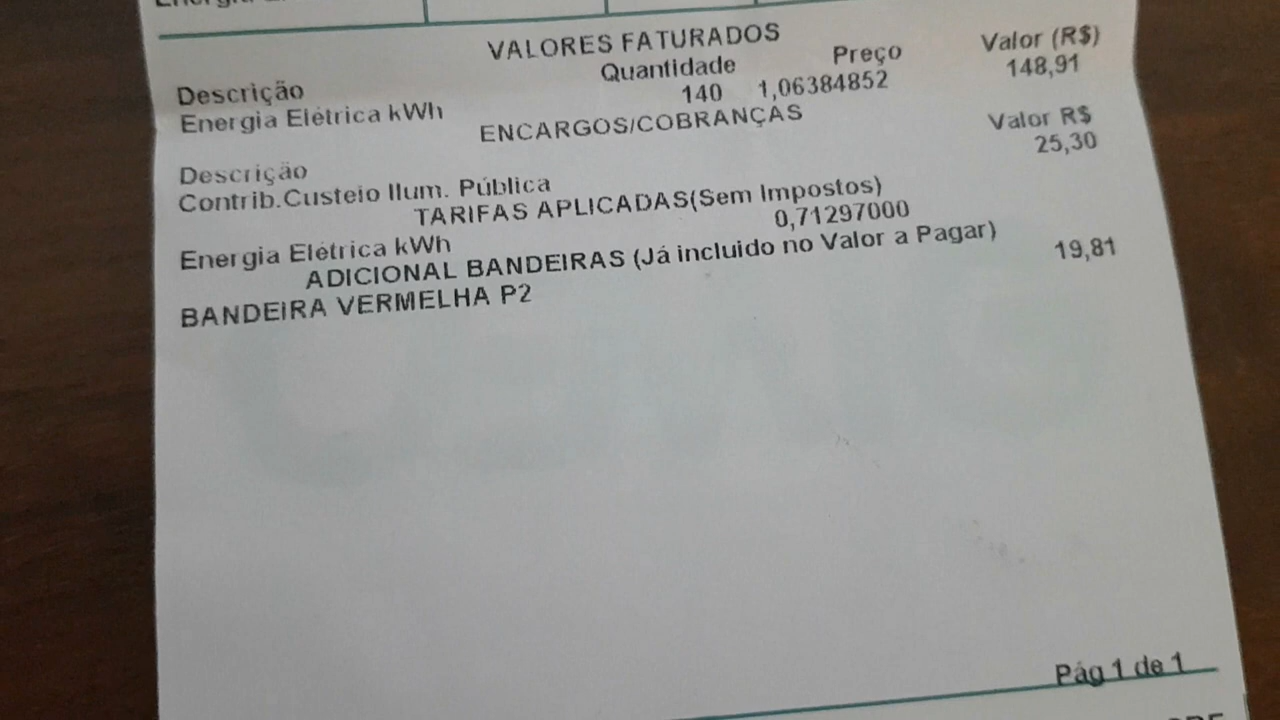 VALORES FATURADOS
Descrição Quantidade Preço Valor (R$)
Energia Elétrica kWh 140 1,06384852 148,91
ENCARGOS/COBRANÇAS
Descrição Valor R$
Contrib.Custeio Ilum. Pública 25,30
TARIFAS APLICADAS(Sem Impostos)
Energia Elétrica kWh 0,71297000
ADICIONAL BANDEIRAS (Já incluido no Valor a Pagar)
BANDEIRA VERMELHA P2 19,81
Pág 1 de 1